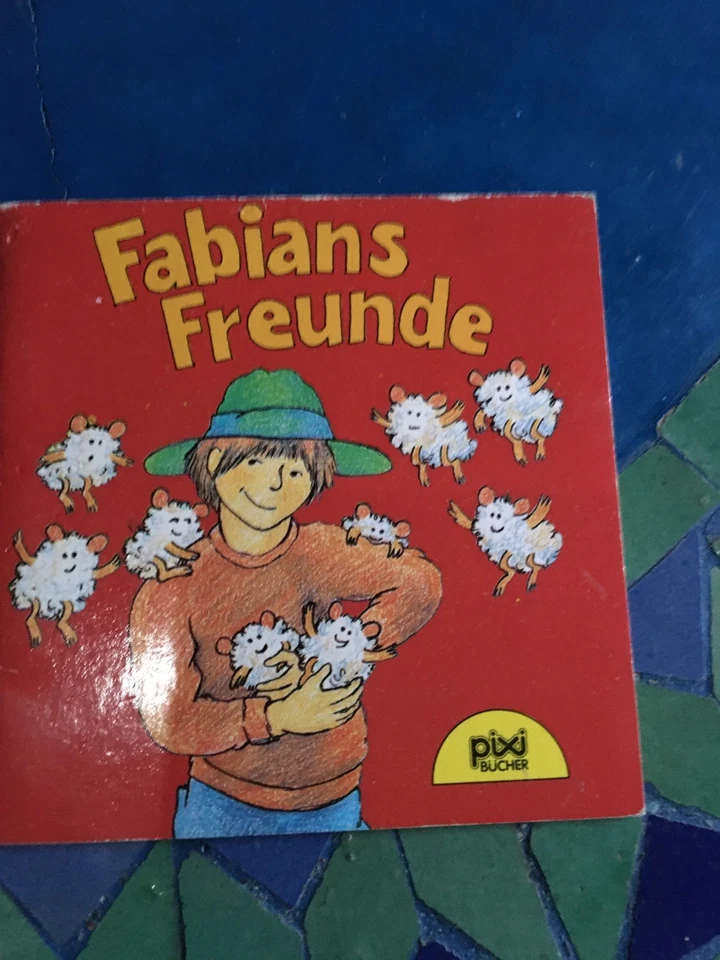 Fabians
Freunde
pixi
BÜCHER